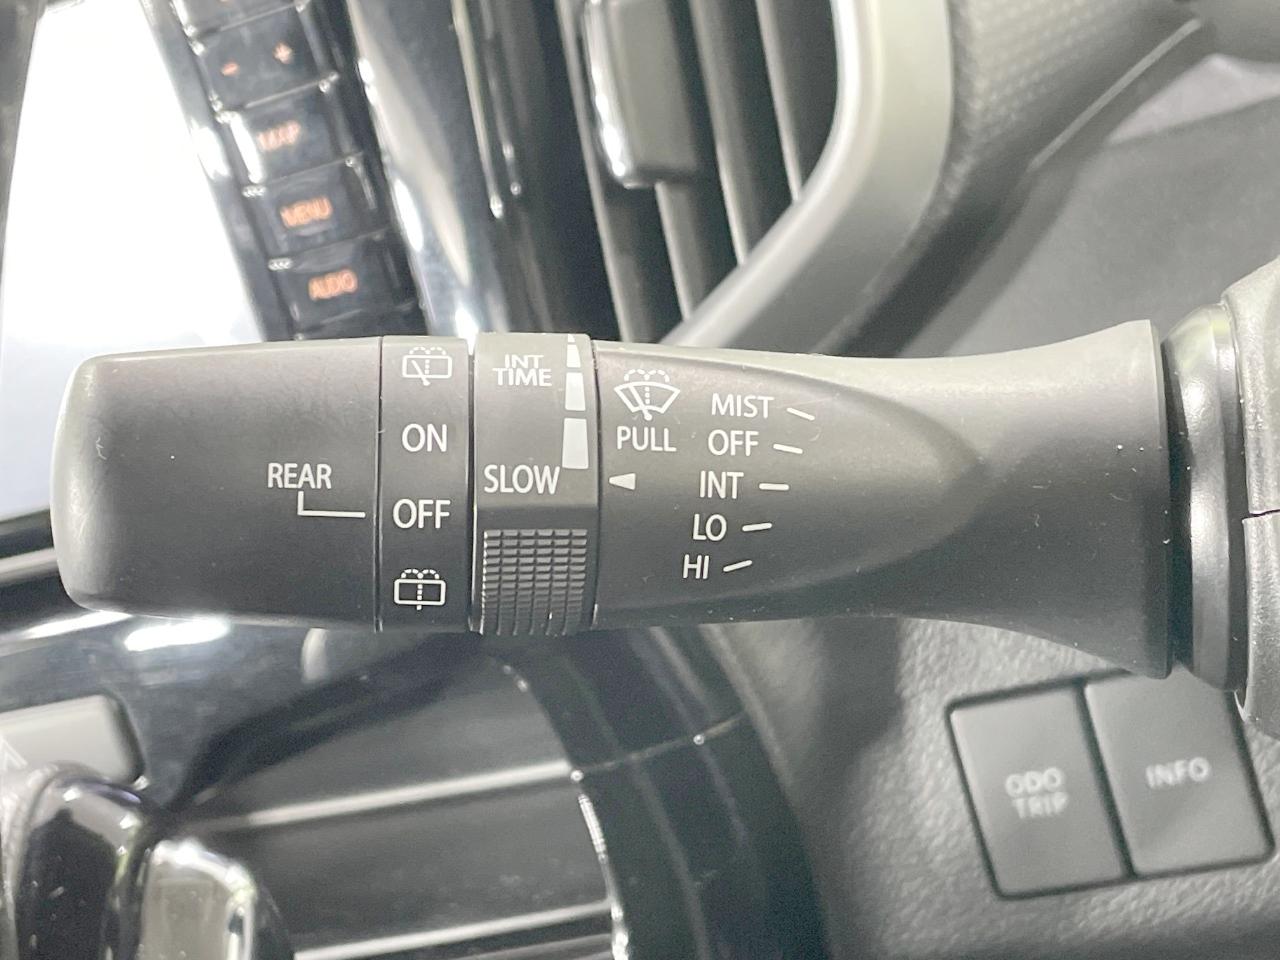 - +
MAP
MENU
AUDIO
REAR
ON
OFF
INT
TIME
SLOW
PULL
MIST
OFF
INT
LO
HI
ODO
TRIP
INFO